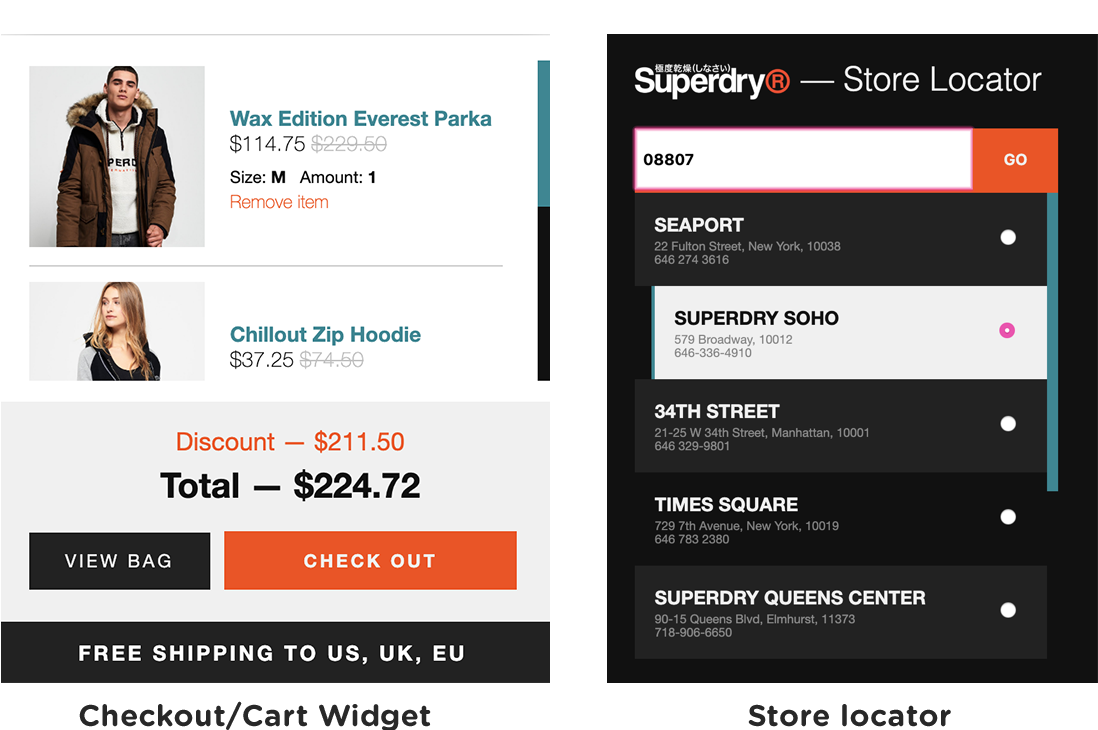 Wax Edition Everest Parka
$114.75 $229.50
Size: M Amount: 1
Remove item
Chillout Zip Hoodie
$37.25 $74.50
Discount — $211.50
Total — $224.72
VIEW BAG
CHECK OUT
FREE SHIPPING TO US, UK, EU
Checkout/Cart Widget
極度乾燥(しなさい)
Superdry® — Store Locator
08807
GO
SEAPORT
22 Fulton Street, New York, 10038
646 274 3616
SUPERDRY SOHO
579 Broadway, 10012
646-336-4910
34TH STREET
21-25 W 34th Street, Manhattan, 10001
646 329-9801
TIMES SQUARE
729 7th Avenue, New York, 10019
646 783 2380
SUPERDRY QUEENS CENTER
90-15 Queens Blvd, Elmhurst, 11373
718-906-6650
Store locator